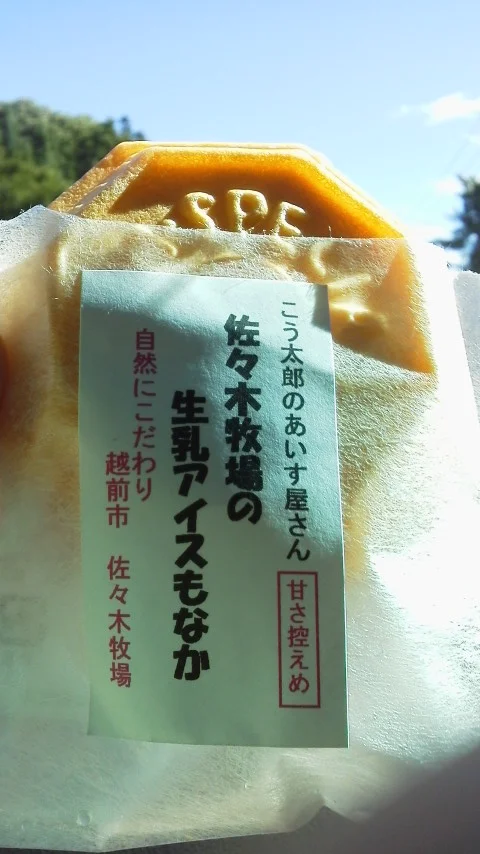 こう太郎のあいす屋さん
甘さ控えめ
佐々木牧場の
生乳アイスもなか
自然にこだわり
越前市 佐々木牧場